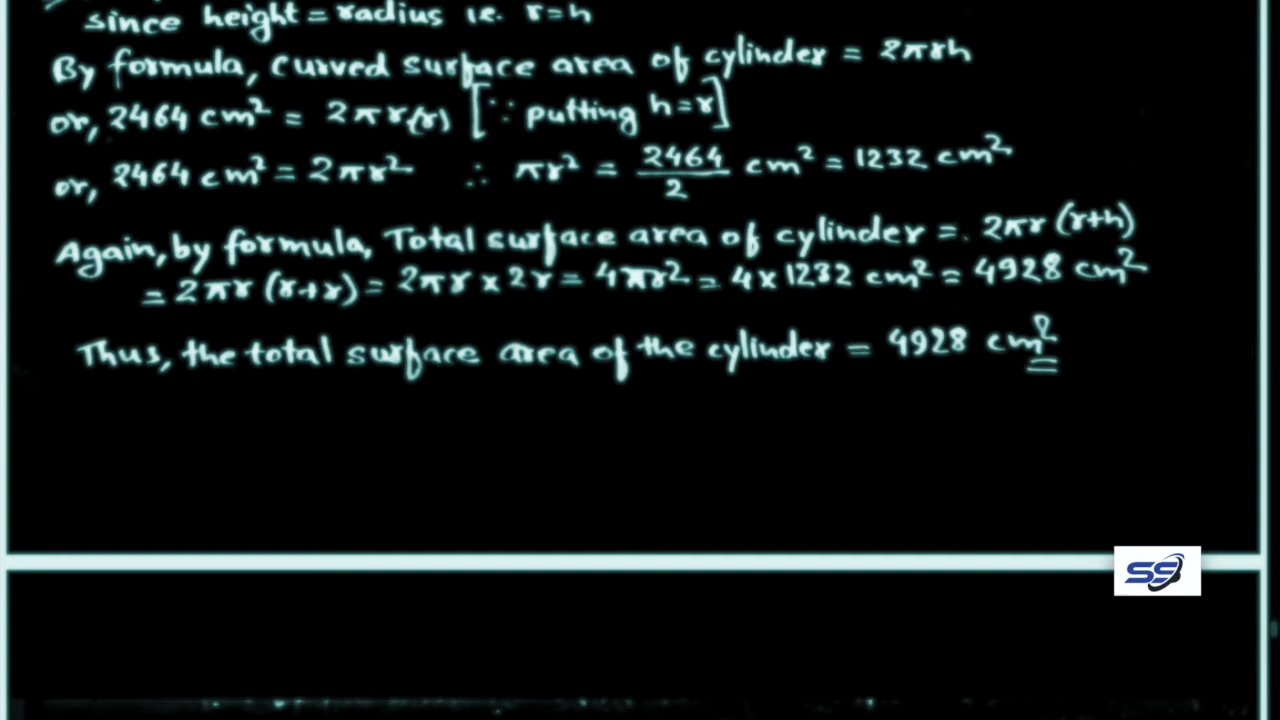 since height = radius i.e. r=h
By formula, curved surface area of cylinder = 2πrh
or, 2464 cm² = 2πr(r) [∵ putting h=r]
or, 2464 cm² = 2πr² ∴ πr² = 2464/2 cm² = 1232 cm²
Again, by formula, Total surface area of cylinder = 2πr (r+h)
= 2πr (r+r) = 2πr × 2r = 4πr² = 4 × 1232 cm² = 4928 cm²
Thus, the total surface area of the cylinder = 4928 cm²
SS